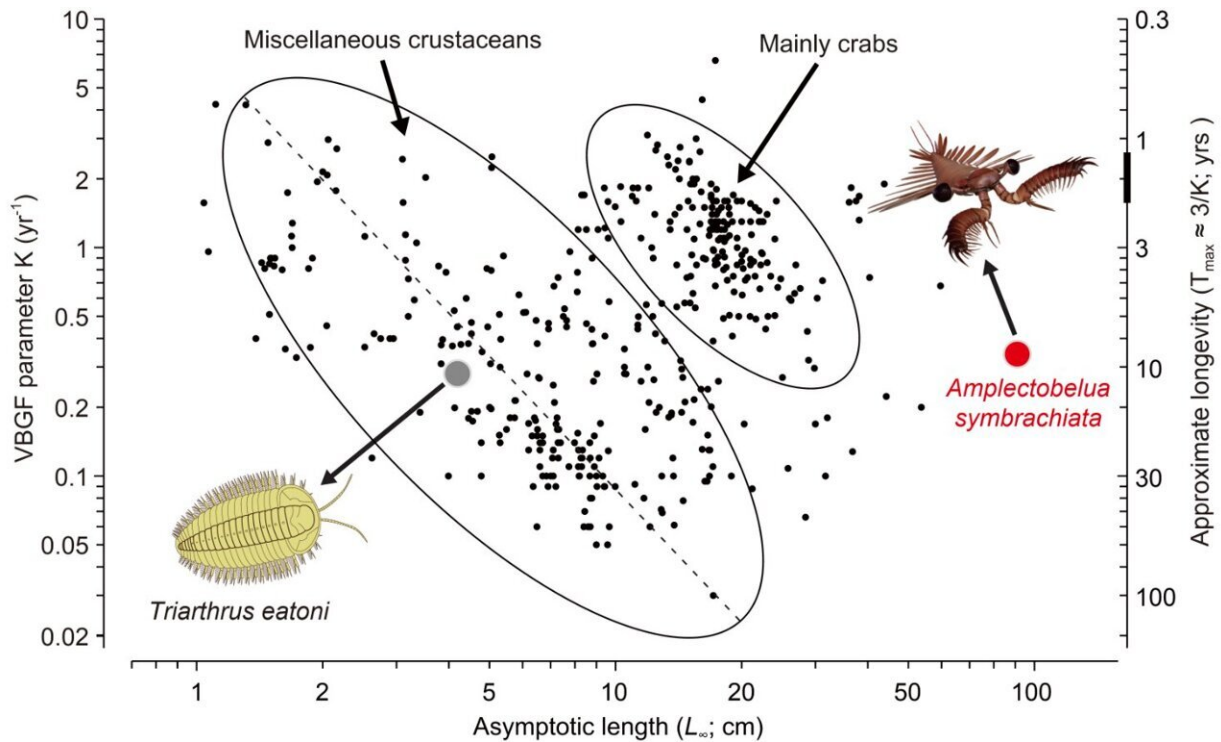 Miscellaneous crustaceans
Mainly crabs
VBGF parameter K (yr⁻¹)
10
5
2
1
0.5
0.2
0.1
0.05
0.02
Triarthrus eatoni
Amplectobelua
symbrachiata
0.3
1
3
10
30
100
Approximate longevity (Tmax ≈ 3/K; yrs )
1
2
5
10
20
50
100
Asymptotic length (L∞; cm)